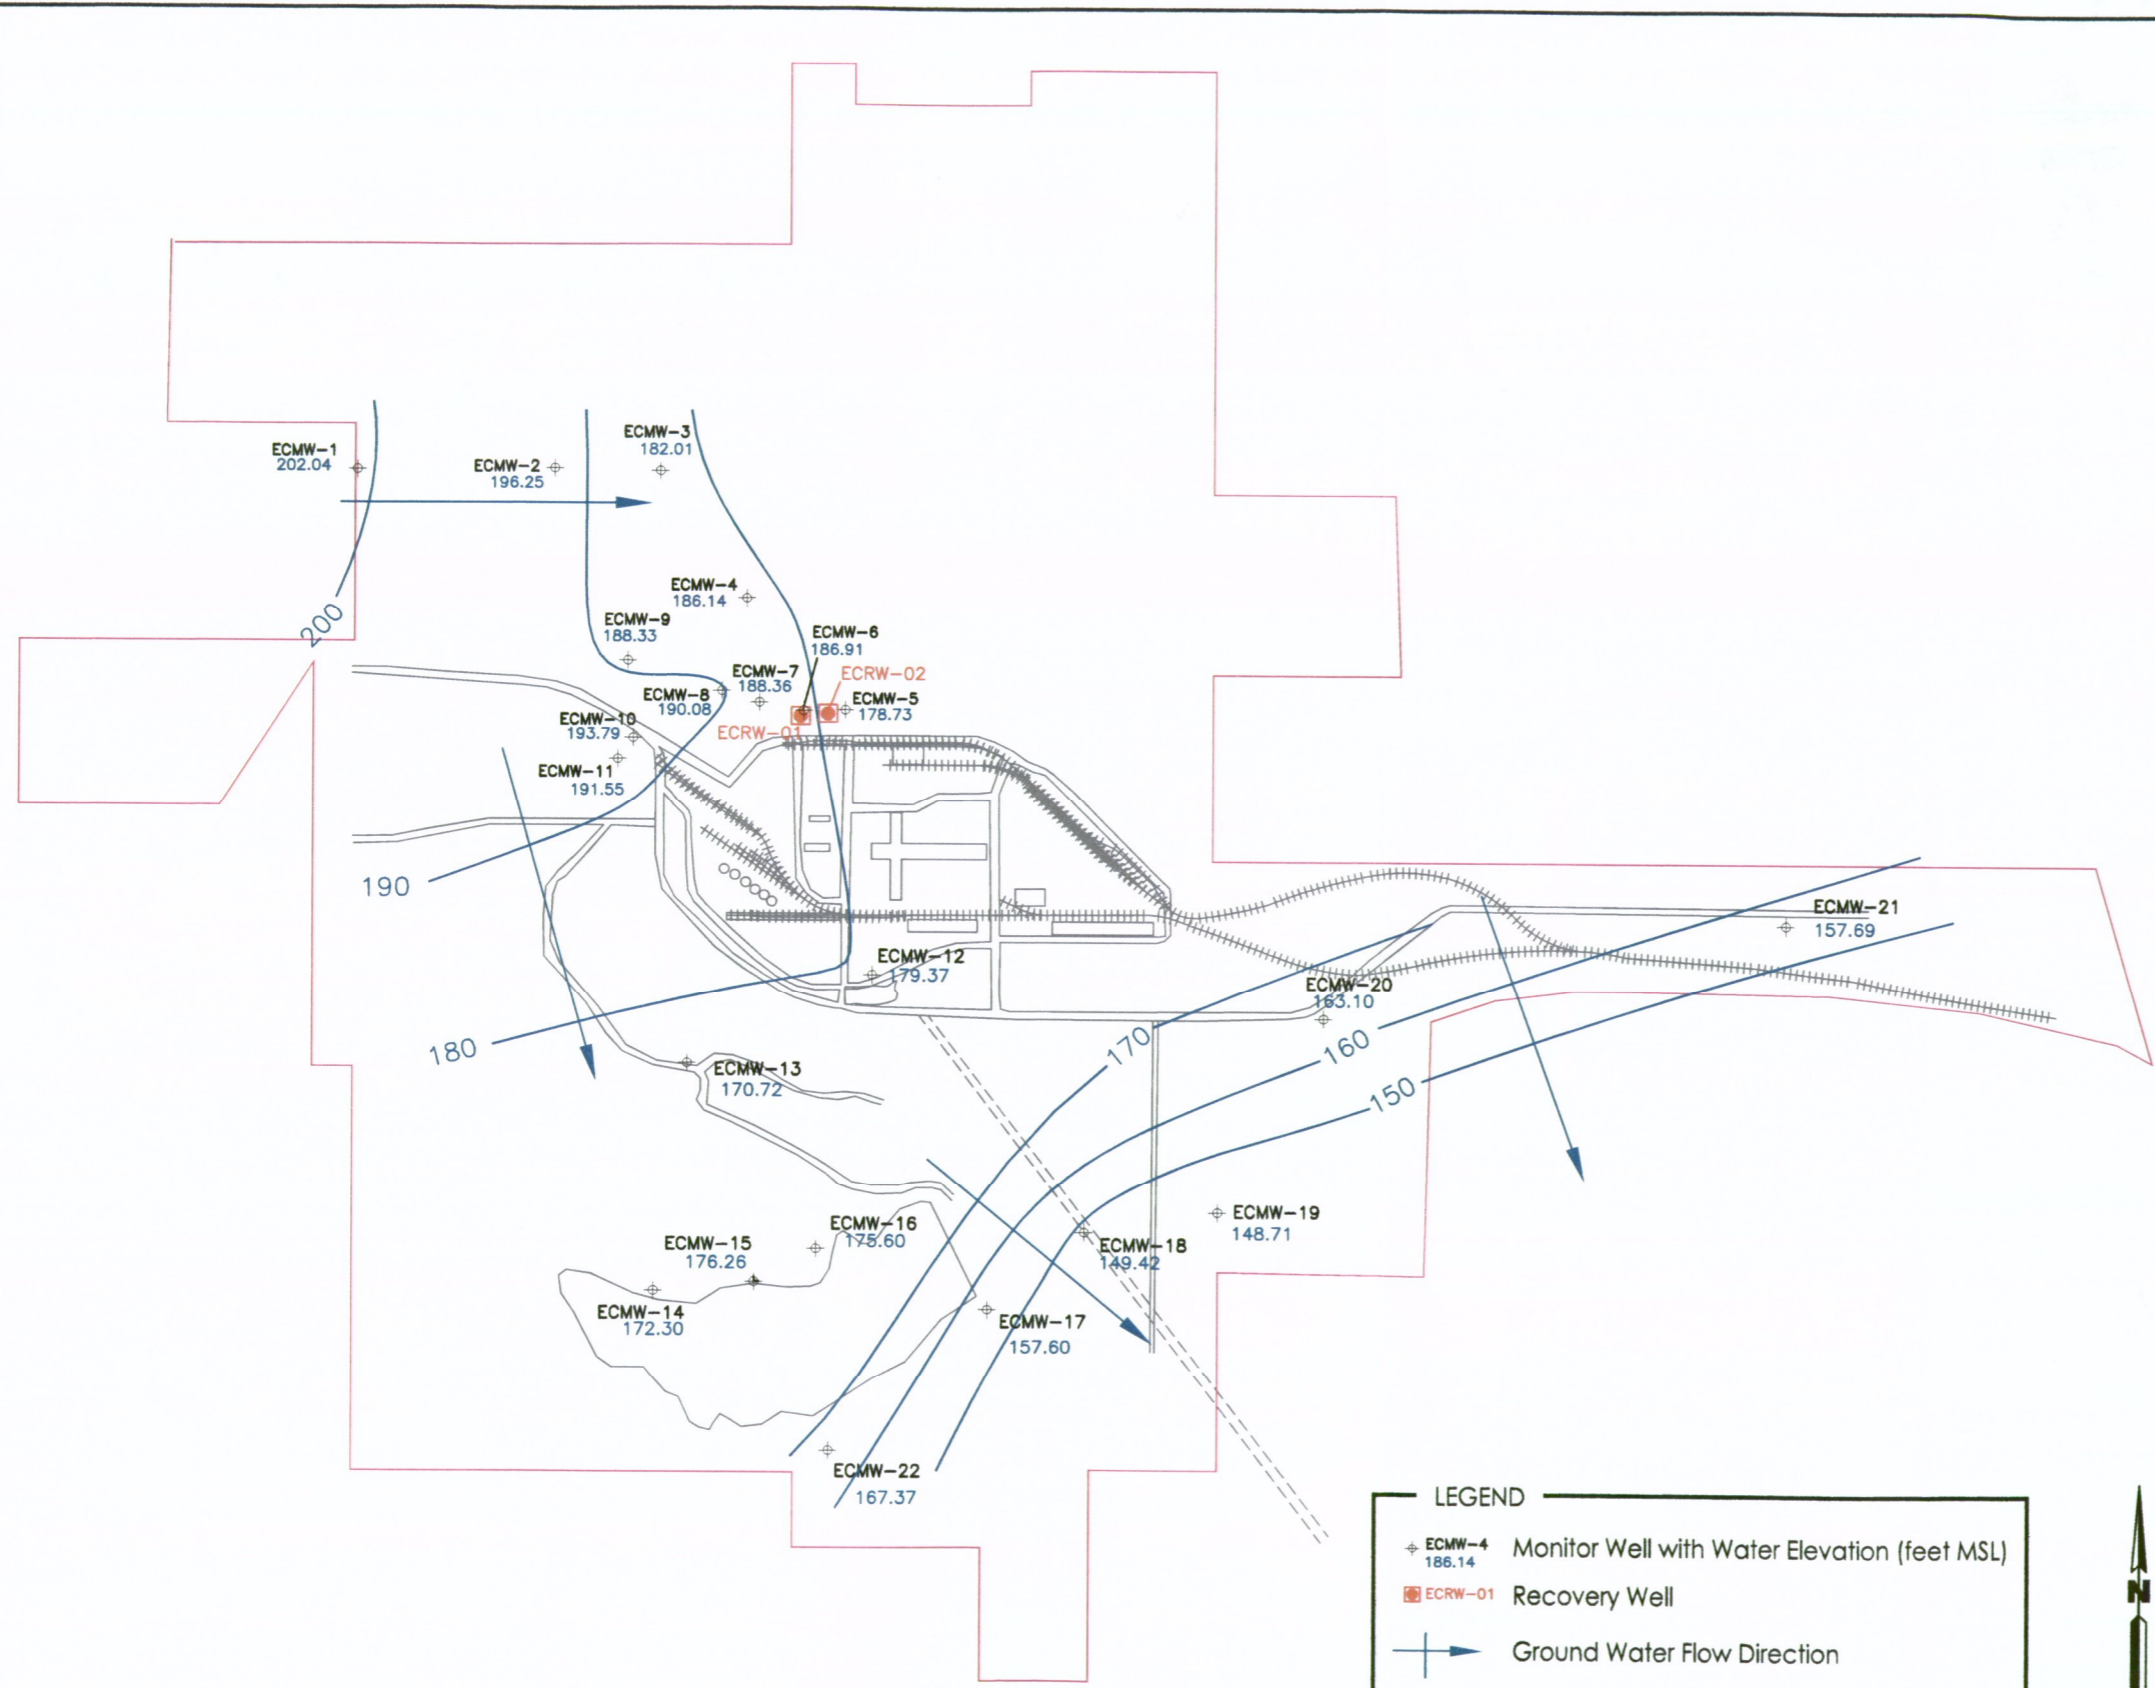 ECMW-1
202.04
ECMW-2
196.25
ECMW-3
182.01
ECMW-4
186.14
200
ECMW-9
188.33
ECMW-6
186.91
ECMW-7
188.36
ECRW-02
ECMW-8
190.08
ECMW-5
178.73
ECRW-01
ECMW-10
193.79
ECMW-11
191.55
190
ECMW-21
157.69
ECMW-12
179.37
ECMW-20
163.10
180
170
160
150
ECMW-13
170.72
ECMW-16
175.60
ECMW-15
176.26
ECMW-19
148.71
ECMW-18
149.42
ECMW-14
172.30
ECMW-17
157.60
ECMW-22
167.37
LEGEND
ECMW-4
186.14
Monitor Well with Water Elevation (feet MSL)
ECRW-01 Recovery Well
Ground Water Flow Direction
N